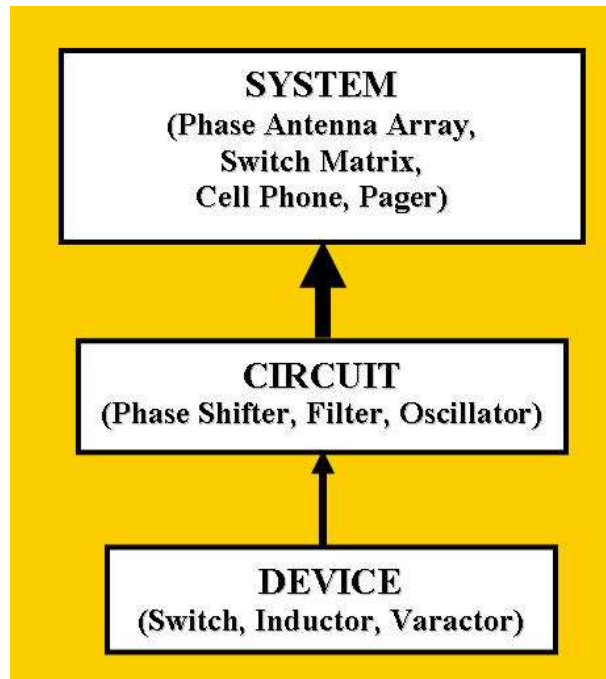 SYSTEM
(Phase Antenna Array,
Switch Matrix,
Cell Phone, Pager)
CIRCUIT
(Phase Shifter, Filter, Oscillator)
DEVICE
(Switch, Inductor, Varactor)